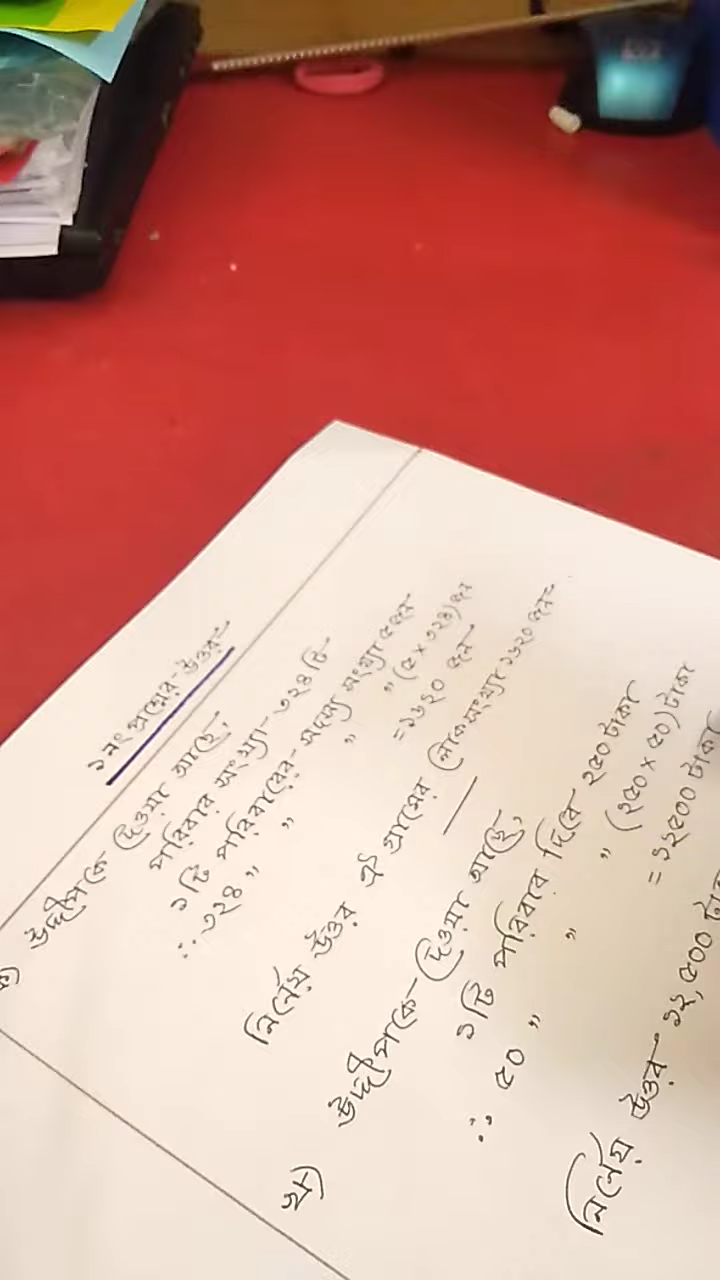 ১নং প্রশ্নের উত্তর
ক) উদ্দীপকে দেওয়া আছে,
পরিবার সংখ্যা ৩২৪ টি
১ টি পরিবারের সদস্য সংখ্যা ৫ জন
∴ ৩২৪ " " " " (৫ × ৩২৪) জন
= ১৬২০ জন
নির্ণেয় উত্তর এই গ্রামের লোকসংখ্যা ১৬২০ জন
খ) উদ্দীপকে দেওয়া আছে,
১ টি পরিবার দিবে ২৫০ টাকা
∴ ৫০ " " " (২৫০ × ৫০) টাকা
= ১২৫০০ টাকা
নির্ণেয় উত্তর ১২,৫০০